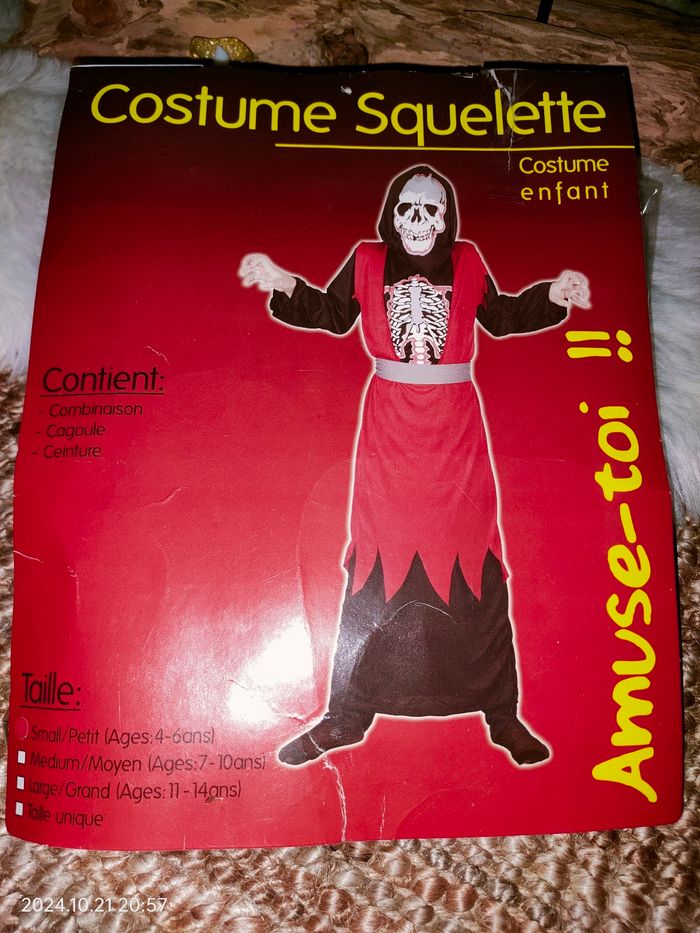 Costume Squelette
Costume
enfant
Amuse-toi !!
Contient:
- Combinaison
- Cagoule
- Ceinture
Taille:
Small/Petit (Ages:4-6ans)
Medium/Moyen (Ages:7-10ans)
Large/Grand (Ages:11-14ans)
Taille unique
2024.10.21 20:57